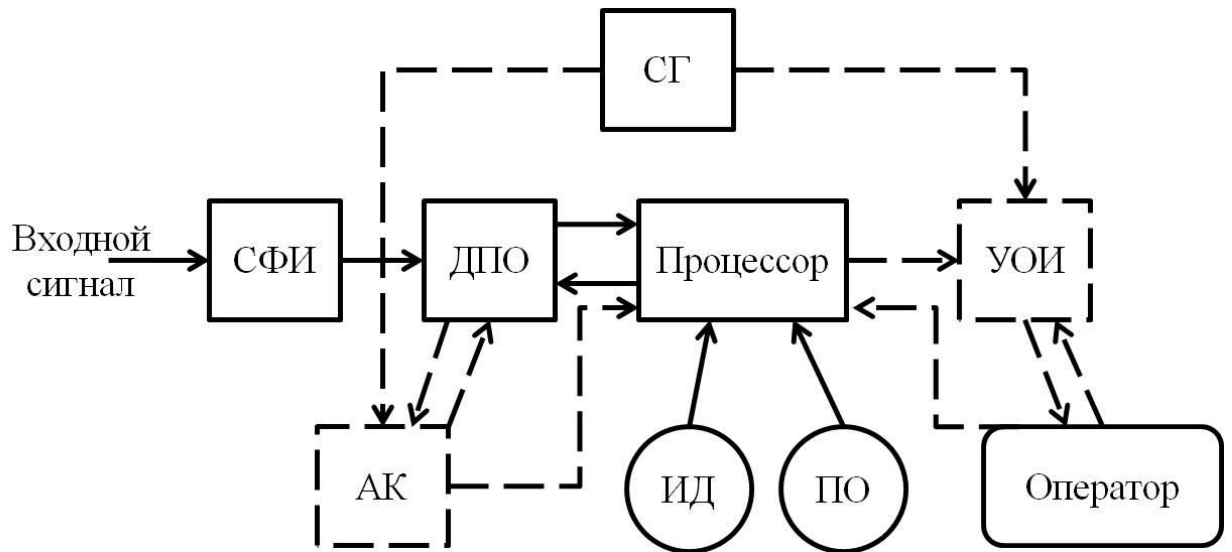 СГ
Входной
сигнал
СФИ
ДПО
Процессор
УОИ
АК
ИД
ПО
Оператор